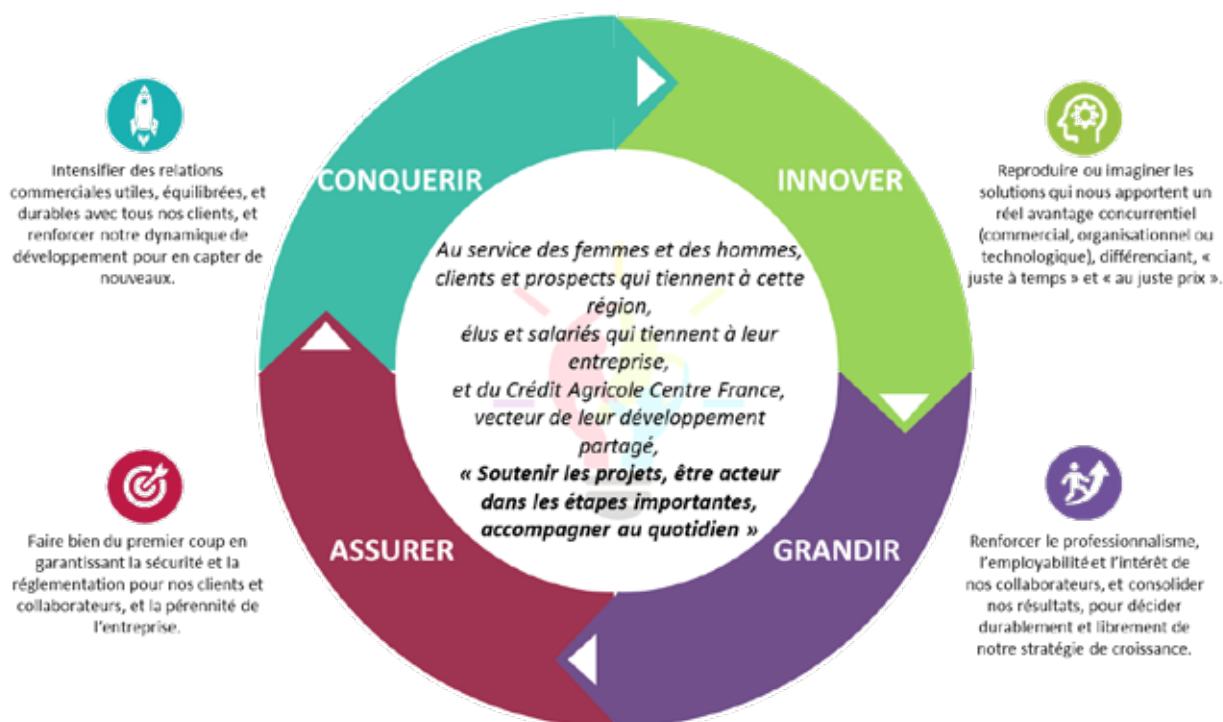 CONQUERIR
Intensifier des relations
commerciales utiles, équilibrées, et
durables avec tous nos clients, et
renforcer notre dynamique de
développement pour en capter de
nouveaux.
INNOVER
Reproduire ou imaginer les
solutions qui nous apportent un
réel avantage concurrentiel
(commercial, organisationnel ou
technologique), différenciant, «
juste à temps » et « au juste prix ».
Au service des femmes et des hommes,
clients et prospects qui tiennent à cette
région,
élus et salariés qui tiennent à leur
entreprise,
et du Crédit Agricole Centre France,
vecteur de leur développement
partagé,
« Soutenir les projets, être acteur
dans les étapes importantes,
accompagner au quotidien »
ASSURER
Faire bien du premier coup en
garantissant la sécurité et la
réglementation pour nos clients et
collaborateurs, et la pérennité de
l'entreprise.
GRANDIR
Renforcer le professionnalisme,
l'employabilité et l'intérêt de
nos collaborateurs, et consolider
nos résultats, pour décider
durablement et librement de
notre stratégie de croissance.